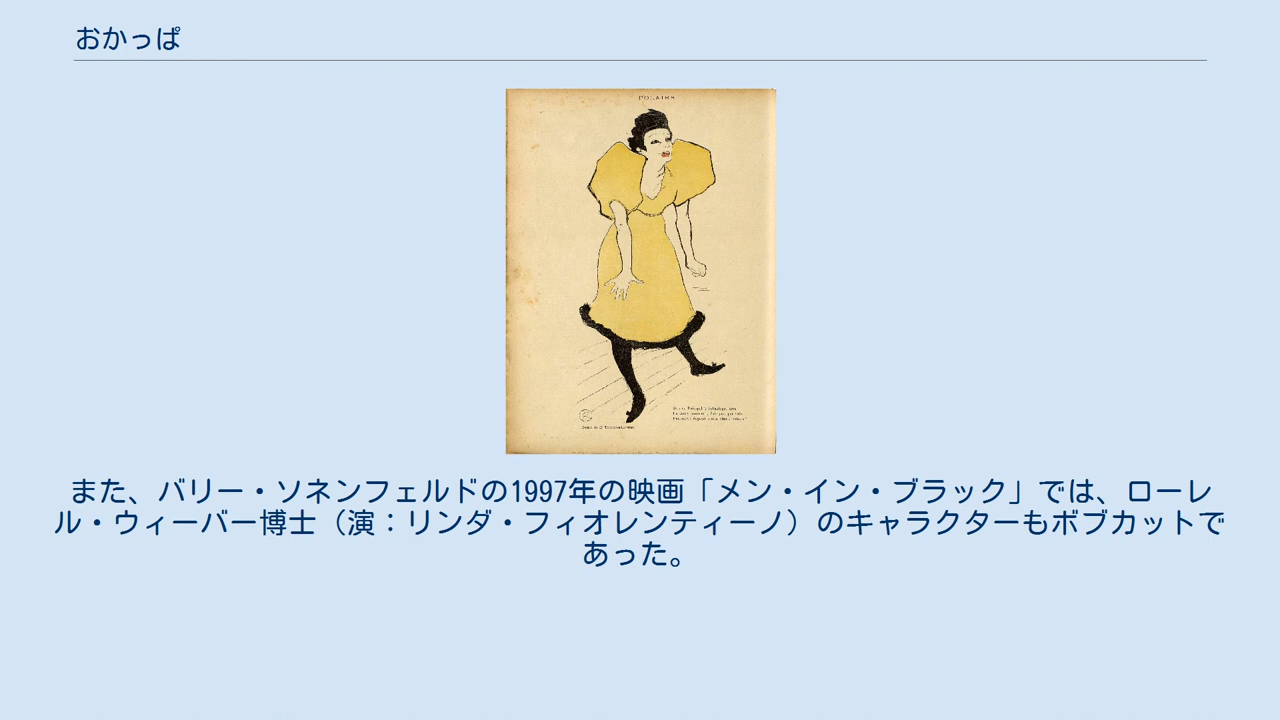 おかっぱ
POLAIRE
また、バリー・ソネンフェルドの1997年の映画「メン・イン・ブラック」では、ローレ
ル・ウィーバー博士（演：リンダ・フィオレンティーノ）のキャラクターもボブカットで
あった。